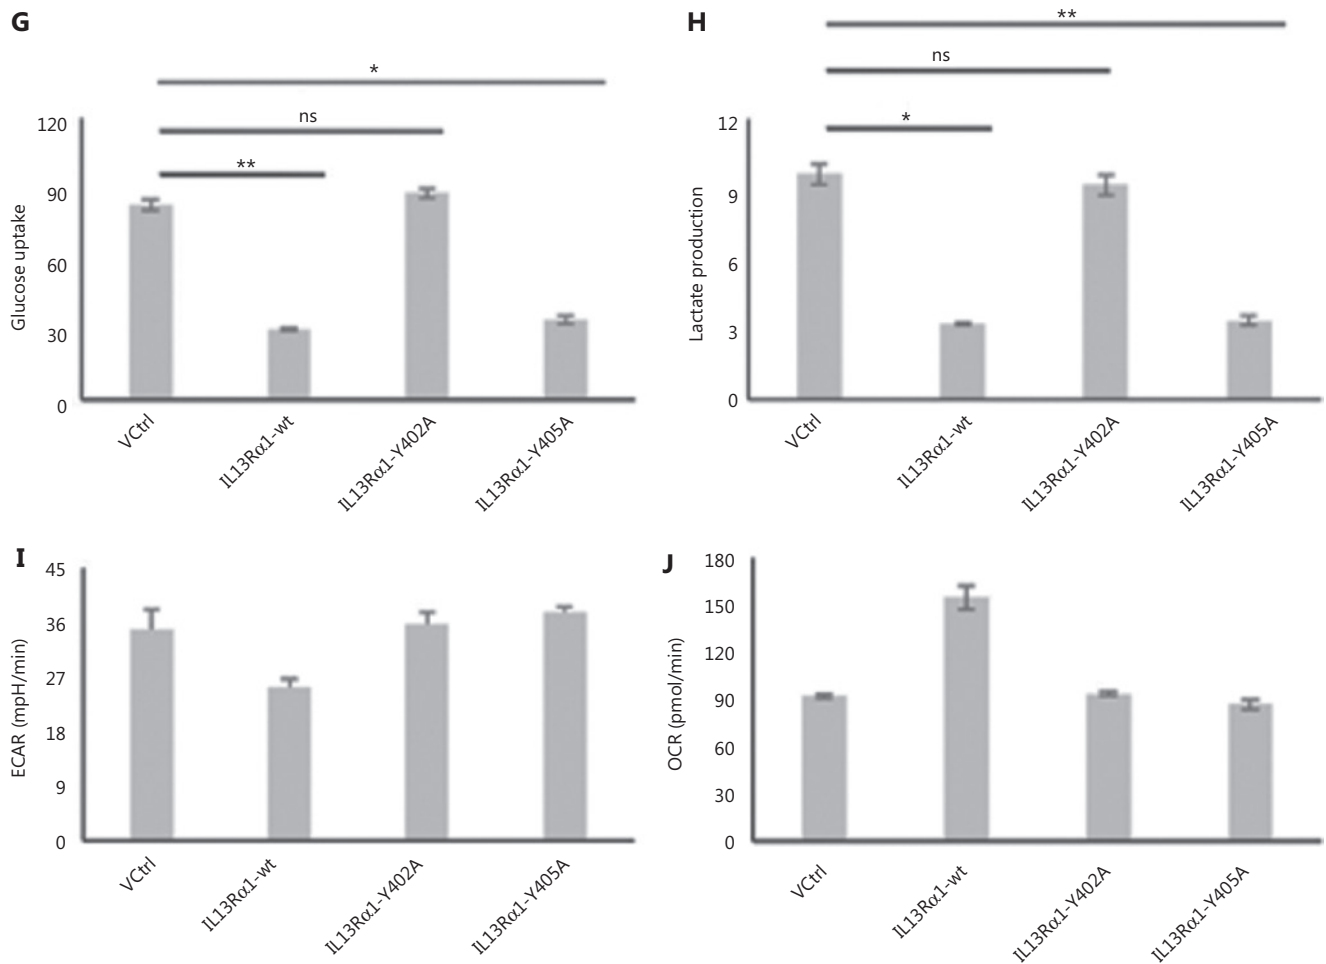 G
*
ns
**
120
90
60
30
0
Glucose uptake
VCtrl
IL13Rα1-wt
IL13Rα1-Y402A
IL13Rα1-Y405A
H
**
ns
*
12
9
6
3
0
Lactate production
VCtrl
IL13Rα1-wt
IL13Rα1-Y402A
IL13Rα1-Y405A
I
45
36
27
18
9
0
ECAR (mpH/min)
VCtrl
IL13Rα1-wt
IL13Rα1-Y402A
IL13Rα1-Y405A
J
180
150
120
90
60
30
0
OCR (pmol/min)
VCtrl
IL13Rα1-wt
IL13Rα1-Y402A
IL13Rα1-Y405A